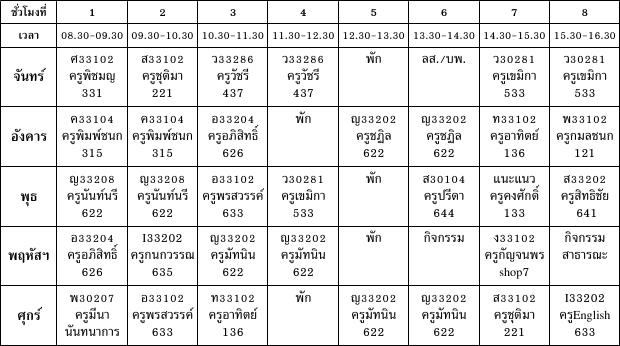 ชั่วโมงที่ 1 2 3 4 5 6 7 8
เวลา 08.30-09.30 09.30-10.30 10.30-11.30 11.30-12.30 12.30-13.30 13.30-14.30 14.30-15.30 15.30-16.30
ศ33102 ส33102 ว33286 ว33286 พัก ลส./บพ. ว30281 ว30281
จันทร์ ครูพิชมญ ครูชุติมา ครูวัชรี ครูวัชรี ครูเขมิกา ครูเขมิกา
331 221 437 437 533 533
ค33104 ค33104 อ33204 พัก ญ33202 ญ33202 ท33102 พ33102
อังคาร ครูพิมพ์ชนก ครูพิมพ์ชนก ครูอภิสิทธิ์ ครูชฎิล ครูชฎิล ครูอาทิตย์ ครูกมลชนก
315 315 626 622 622 136 121
ญ33208 ญ33208 อ33102 ว30281 พัก ส30104 แนะแนว ส33202
พุธ ครูนันท์นรี ครูนันท์นรี ครูพรสวรรค์ ครูเขมิกา ครูปรีดา ครูคงศักดิ์ ครูสิทธิชัย
622 622 633 533 644 133 641
อ33204 I33202 ญ33202 ญ33202 พัก กิจกรรม ง33102 กิจกรรม
พฤหัสฯ ครูอภิสิทธิ์ ครูกนกวรรณ ครูมัทนิน ครูมัทนิน ครูกัญจนพร สาธารณะ
626 635 622 622 shop7
พ30207 อ33102 ท33102 พัก ญ33202 ญ33202 ส33102 I33202
ศุกร์ ครูมีนา ครูพรสวรรค์ ครูอาทิตย์ ครูมัทนิน ครูมัทนิน ครูชุติมา ครูEnglish
นันทนาการ 633 136 622 622 221 633